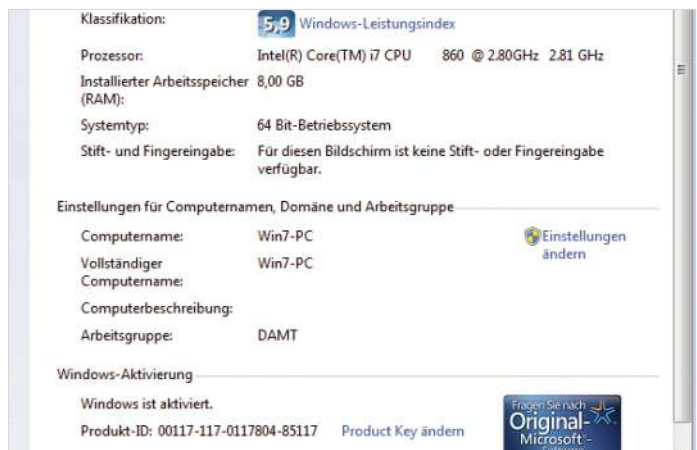 Klassifikation: 5,9 Windows-Leistungsindex
Prozessor: Intel(R) Core(TM) i7 CPU 860 @ 2.80GHz 2.81 GHz
Installierter Arbeitsspeicher 8,00 GB
(RAM):
Systemtyp: 64 Bit-Betriebssystem
Stift- und Fingereingabe: Für diesen Bildschirm ist keine Stift- oder Fingereingabe
verfügbar.
Einstellungen für Computernamen, Domäne und Arbeitsgruppe
Computername: Win7-PC Einstellungen
ändern
Vollständiger Win7-PC
Computername:
Computerbeschreibung:
Arbeitsgruppe: DAMT
Windows-Aktivierung
Windows ist aktiviert.
Produkt-ID: 00117-117-0117804-85117 Product Key ändern
Fragen Sie nach
Original-
Microsoft®-
Software